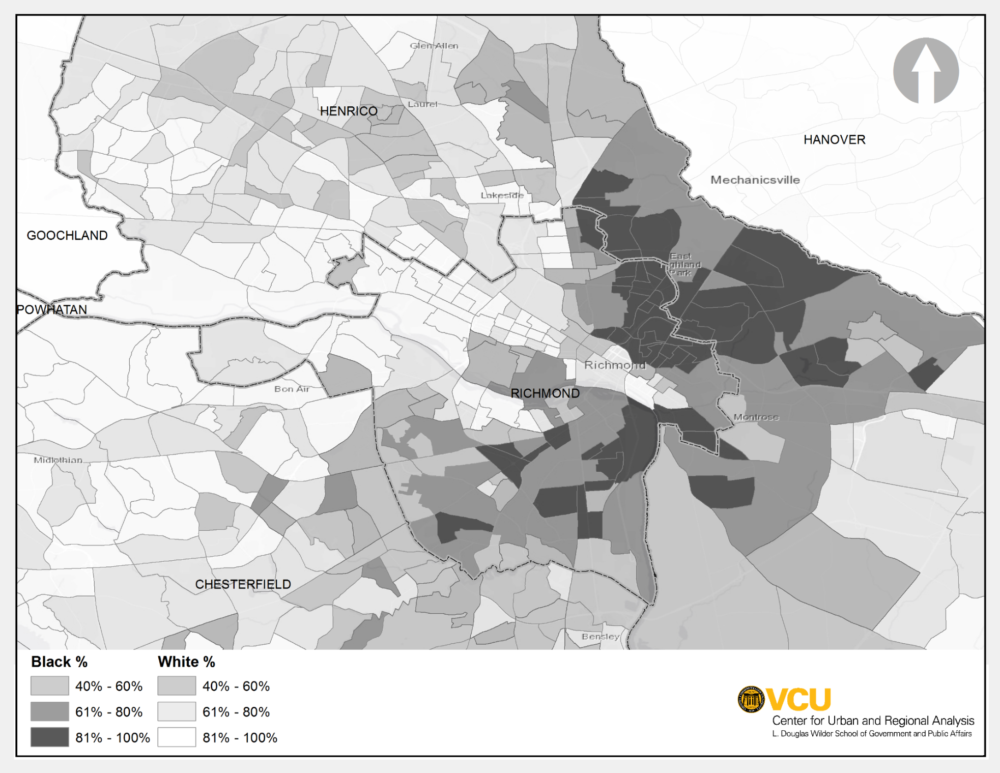 Glen Allen
Laurel
HENRICO
HANOVER
Mechanicsville
Lakeside
GOOCHLAND
East
Highland
Park
POWHATAN
Richmond
Bon Air
RICHMOND
Montrose
Midlothian
CHESTERFIELD
Bensley
Black %
White %
40% - 60%
40% - 60%
61% - 80%
61% - 80%
81% - 100%
81% - 100%
VCU
Center for Urban and Regional Analysis
L. Douglas Wilder School of Government and Public Affairs